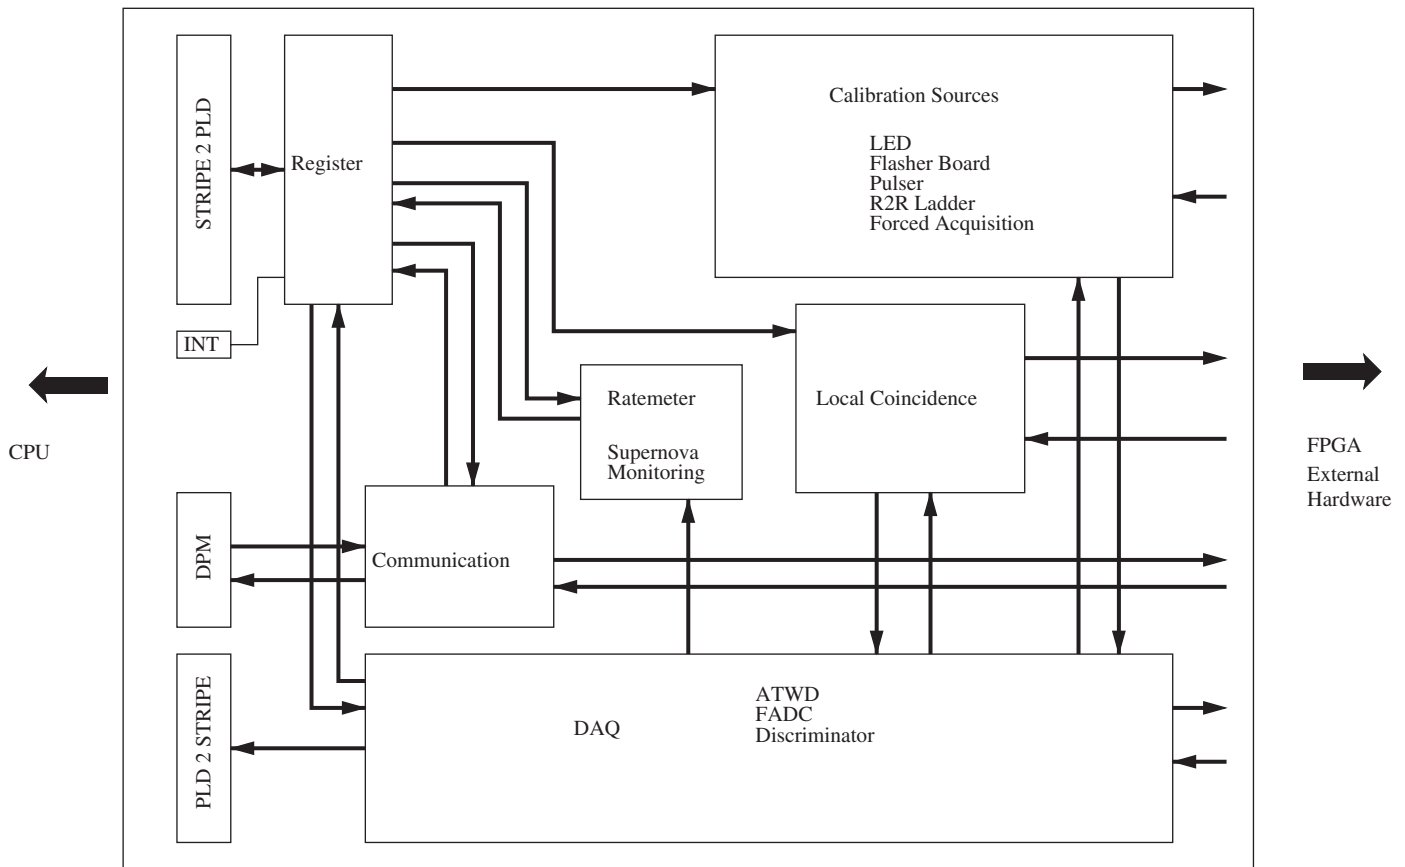 STRIPE 2 PLD
Register
Calibration Sources
LED
Flasher Board
Pulser
R2R Ladder
Forced Acquisition
INT
Ratemeter
Supernova
Monitoring
Local Coincidence
CPU
FPGA
External
Hardware
DPM
Communication
PLD 2 STRIPE
DAQ
ATWD
FADC
Discriminator